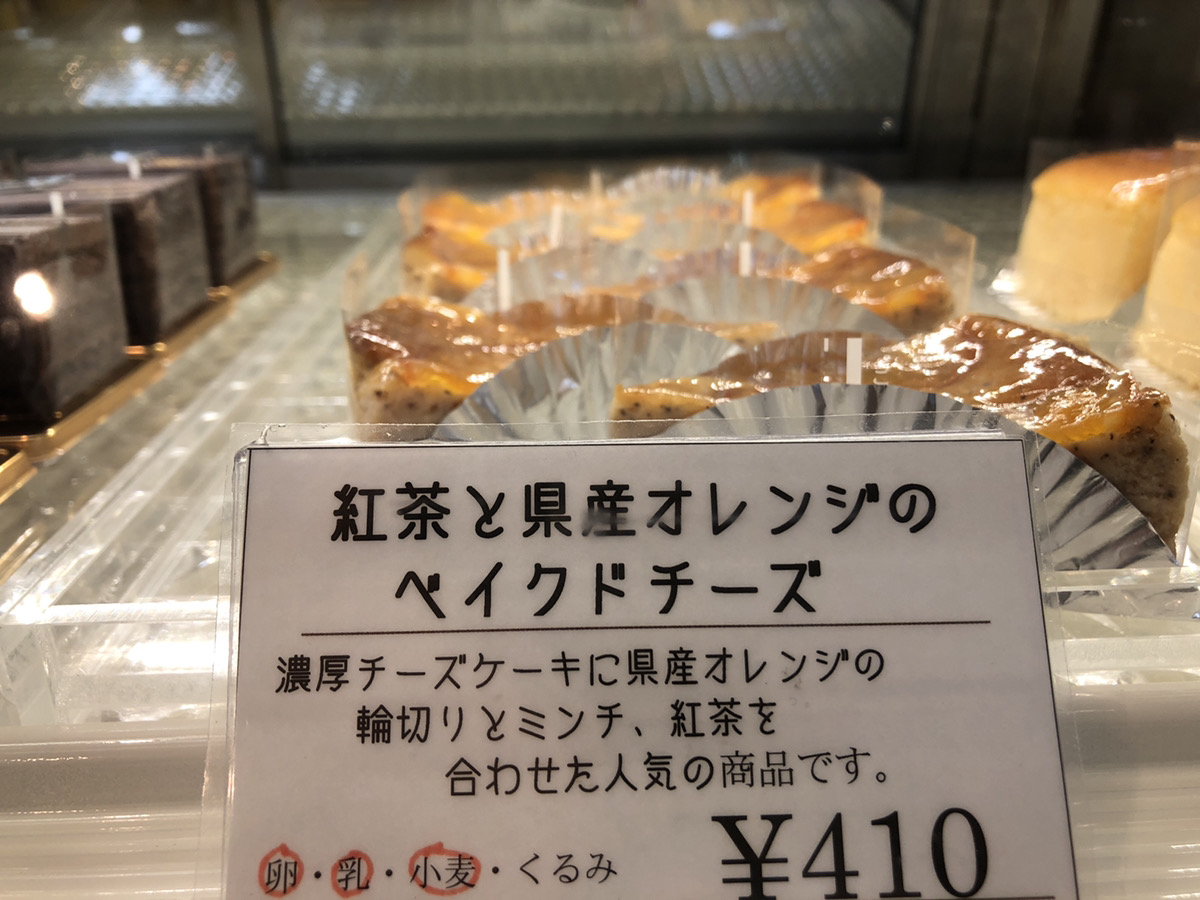 紅茶と県産オレンジの
ベイクドチーズ
濃厚チーズケーキに県産オレンジの
輪切りとミンチ、紅茶を
合わせた人気の商品です。
卵・乳・小麦・くるみ ¥410